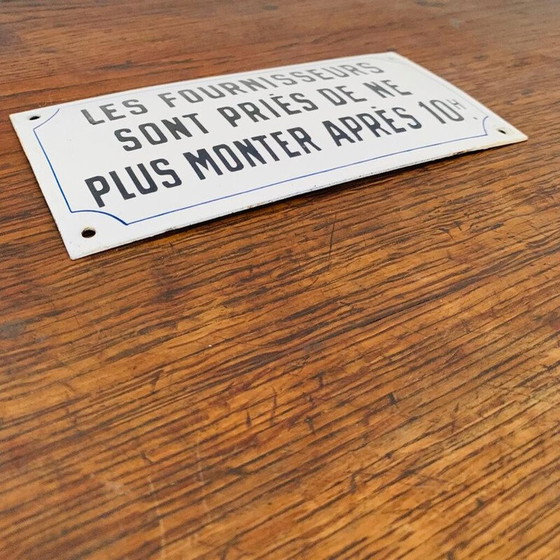 LES FOURNISSEURS
SONT PRIÉS DE NE
PLUS MONTER APRÈS 10H.